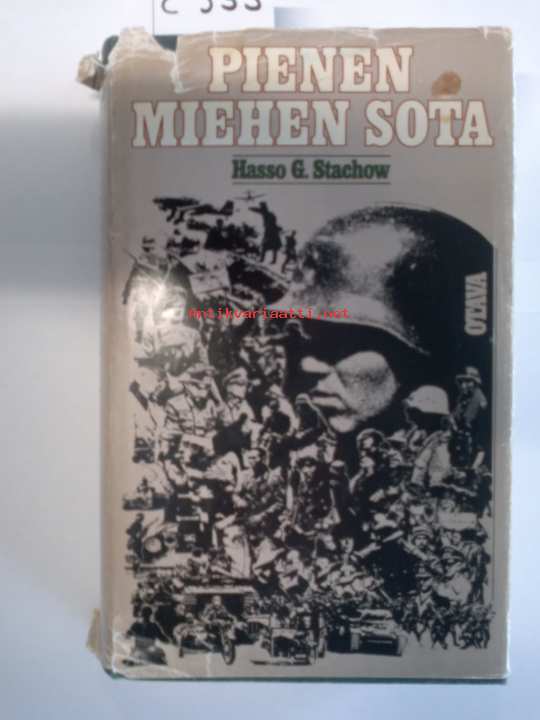 PIENEN
MIEHEN SOTA
Hasso G. Stachow
OTAVA
Antikvariaatti.net